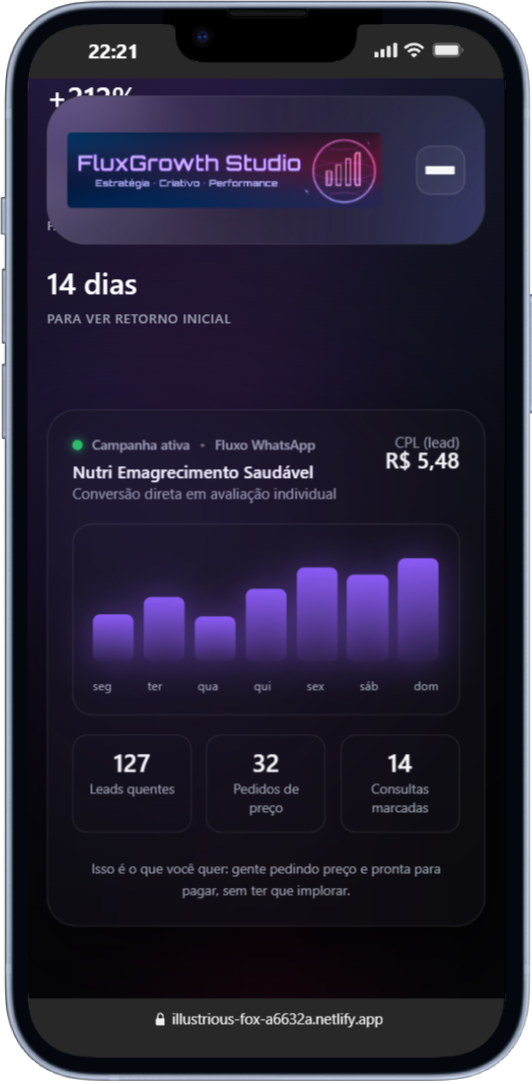 22:21
FluxGrowth Studio
Estratégia · Criativo · Performance
14 dias
PARA VER RETORNO INICIAL
Campanha ativa • Fluxo WhatsApp
CPL (lead)
Nutri Emagrecimento Saudável
R$ 5,48
Conversão direta em avaliação individual
seg ter qua qui sex sáb dom
127
Leads quentes
32
Pedidos de
preço
14
Consultas
marcadas
Isso é o que você quer: gente pedindo preço e pronta para
pagar, sem ter que implorar.
illustrious-fox-a6632a.netlify.app